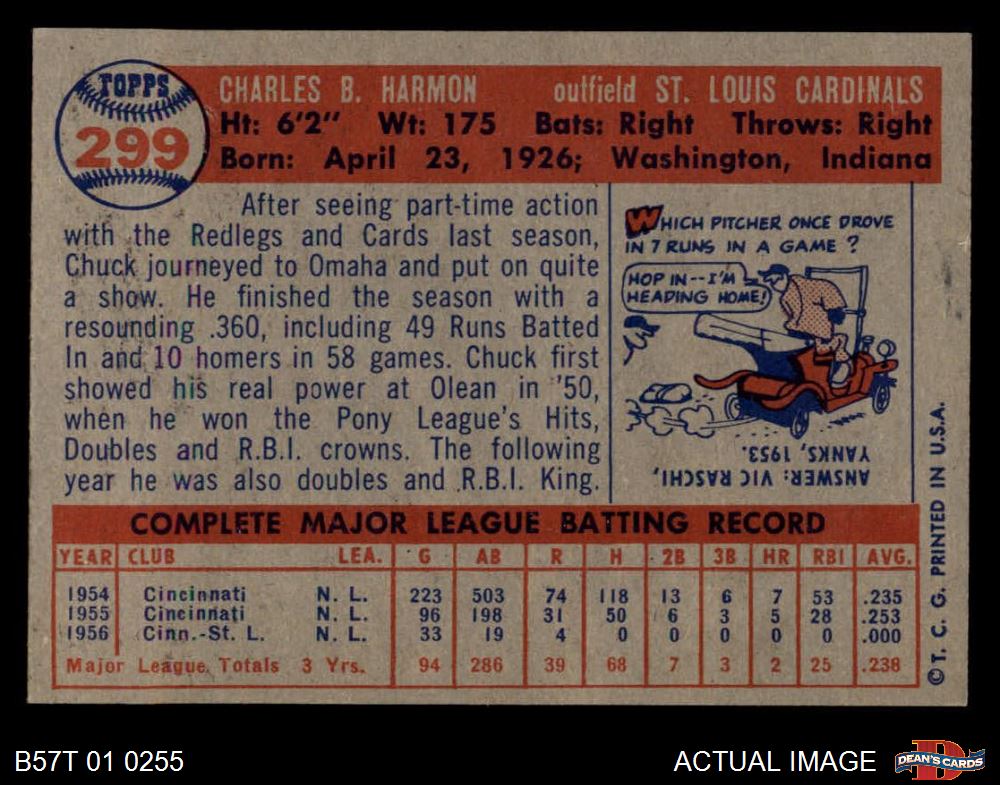 TOPPS
299
CHARLES B. HARMON outfield ST. LOUIS CARDINALS
Ht: 6'2" Wt: 175 Bats: Right Throws: Right
Born: April 23, 1926; Washington, Indiana
After seeing part-time action
with the Redlegs and Cards last season,
Chuck journeyed to Omaha and put on quite
a show. He finished the season with a
resounding .360, including 49 Runs Batted
In and 10 homers in 58 games. Chuck first
showed his real power at Olean in '50,
when he won the Pony League's Hits,
Doubles and R.B.I. crowns. The following
year he was also doubles and R.B.I. King.
WHICH PITCHER ONCE DROVE
IN 7 RUNS IN A GAME?
HOP IN--I'M
HEADING HOME!
ANSWER: VIC RASCHI,
YANKS, 1953.
COMPLETE MAJOR LEAGUE BATTING RECORD
YEAR CLUB LEA. G AB R H 2B 3B HR RBI AVG.
1954 Cincinnati N. L. 223 503 74 118 13 6 7 53 .235
1955 Cincinnati N. L. 96 198 31 50 6 3 5 28 .253
1956 Cinn.-St. L. N. L. 33 19 4 0 0 0 0 0 .000
Major League Totals 3 Yrs. 94 286 39 68 7 3 2 25 .238
©T. C. G. PRINTED IN U.S.A.
B57T 01 0255
ACTUAL IMAGE
D
DEAN'S CARDS